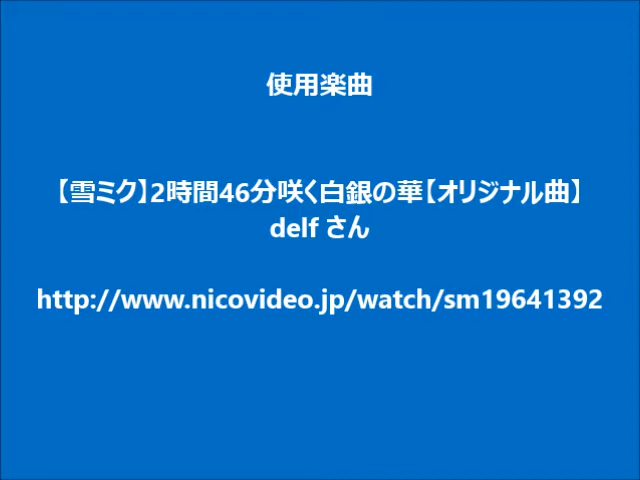 使用楽曲
【雪ミク】2時間46分咲く白銀の華【オリジナル曲】
delf さん
http://www.nicovideo.jp/watch/sm19641392